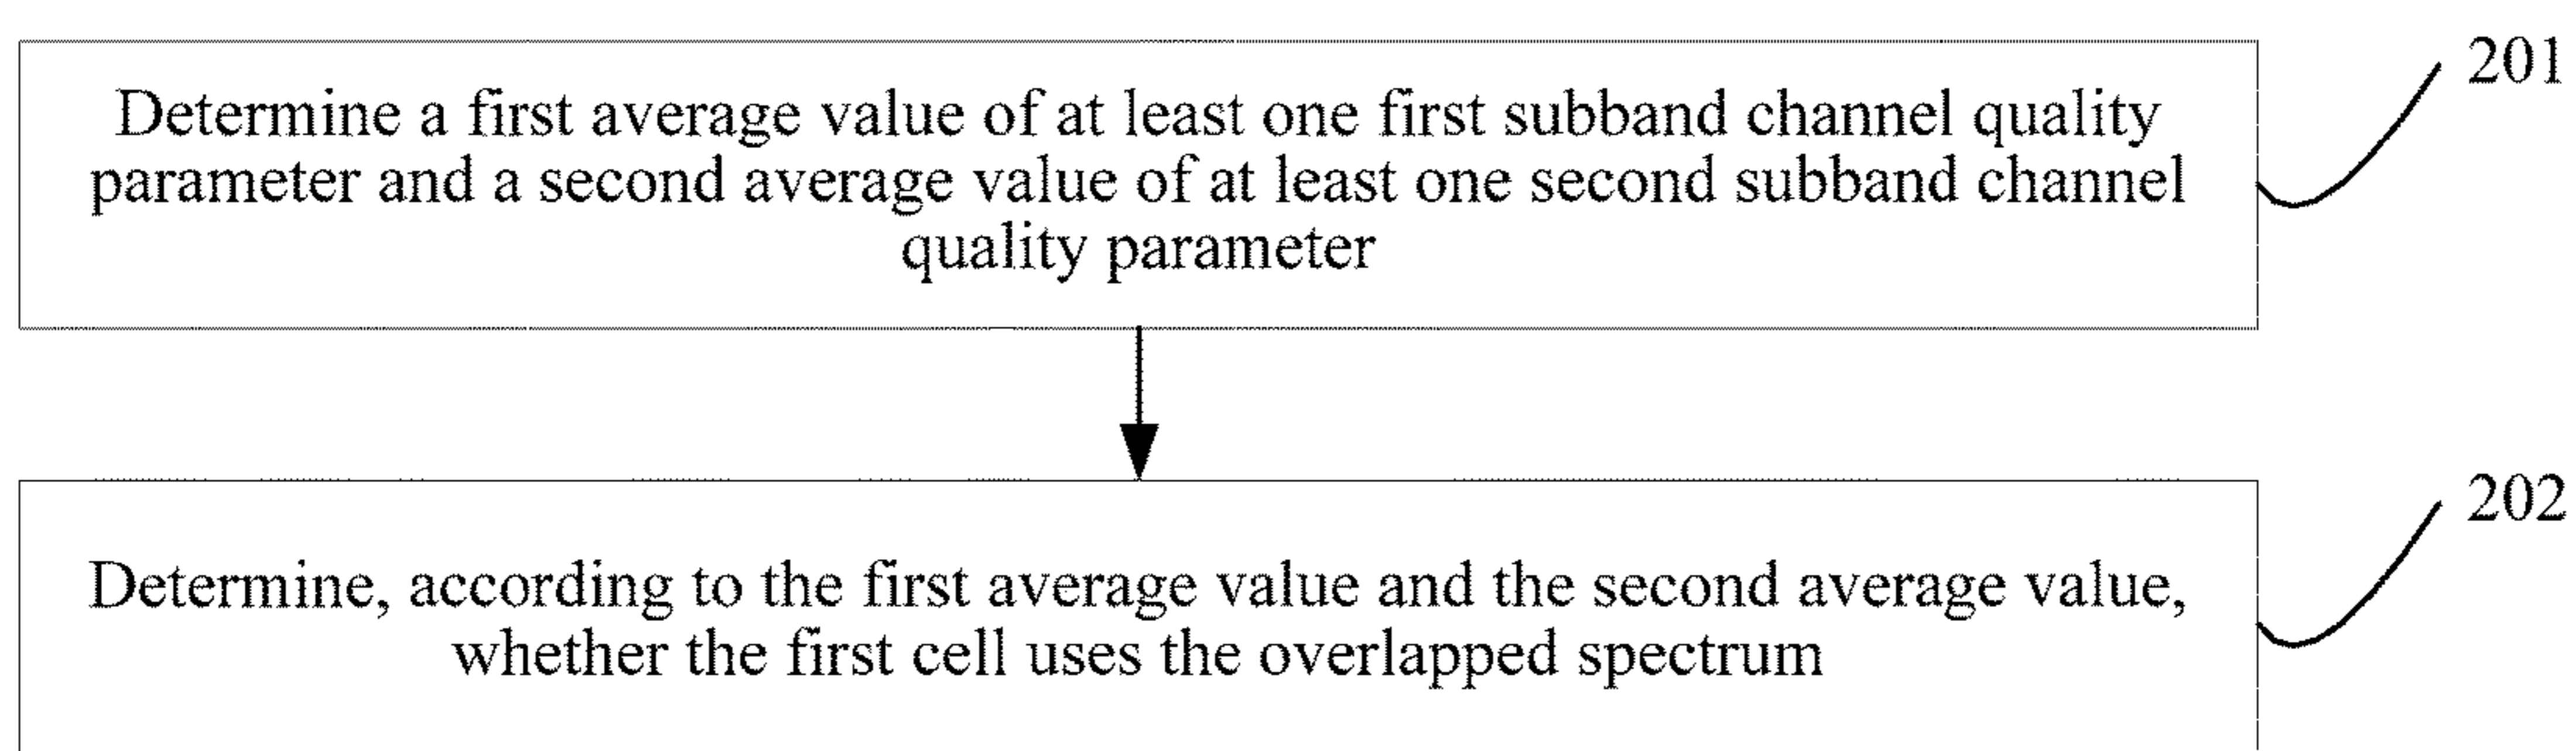 201
Determine a first average value of at least one first subband channel quality
parameter and a second average value of at least one second subband channel
quality parameter
202
Determine, according to the first average value and the second average value,
whether the first cell uses the overlapped spectrum